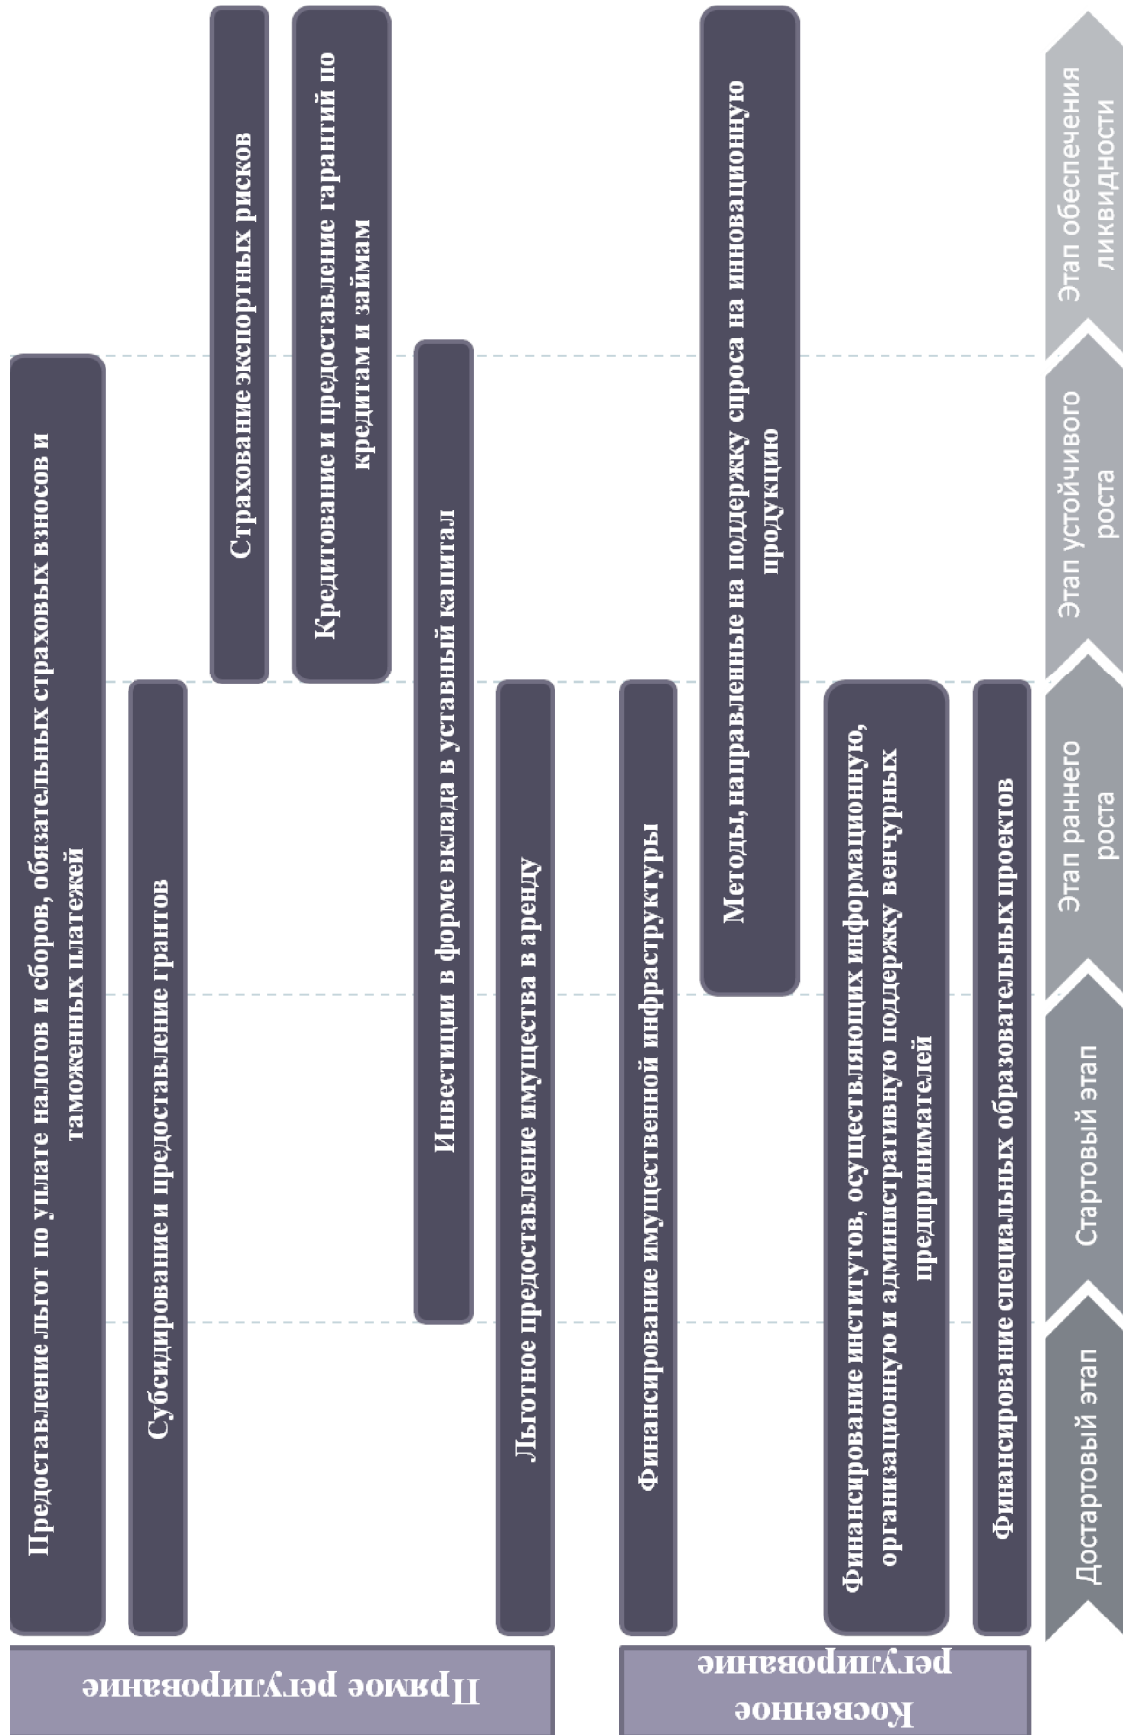 Прямое регулирование
Предоставление льгот по уплате налогов и сборов, обязательных страховых взносов и
таможенных платежей
Субсидирование и предоставление грантов
Страхование экспортных рисков
Кредитование и предоставление гарантий по
кредитам и займам
Инвестиции в форме вклада в уставный капитал
Льготное предоставление имущества в аренду
Косвенное
регулирование
Финансирование имущественной инфраструктуры
Методы, направленные на поддержку спроса на инновационную
продукцию
Финансирование институтов, осуществляющих информационную,
организационную и административную поддержку венчурных
предпринимателей
Финансирование специальных образовательных проектов
Достартовый этап
Стартовый этап
Этап раннего
роста
Этап устойчивого
роста
Этап обеспечения
ликвидности